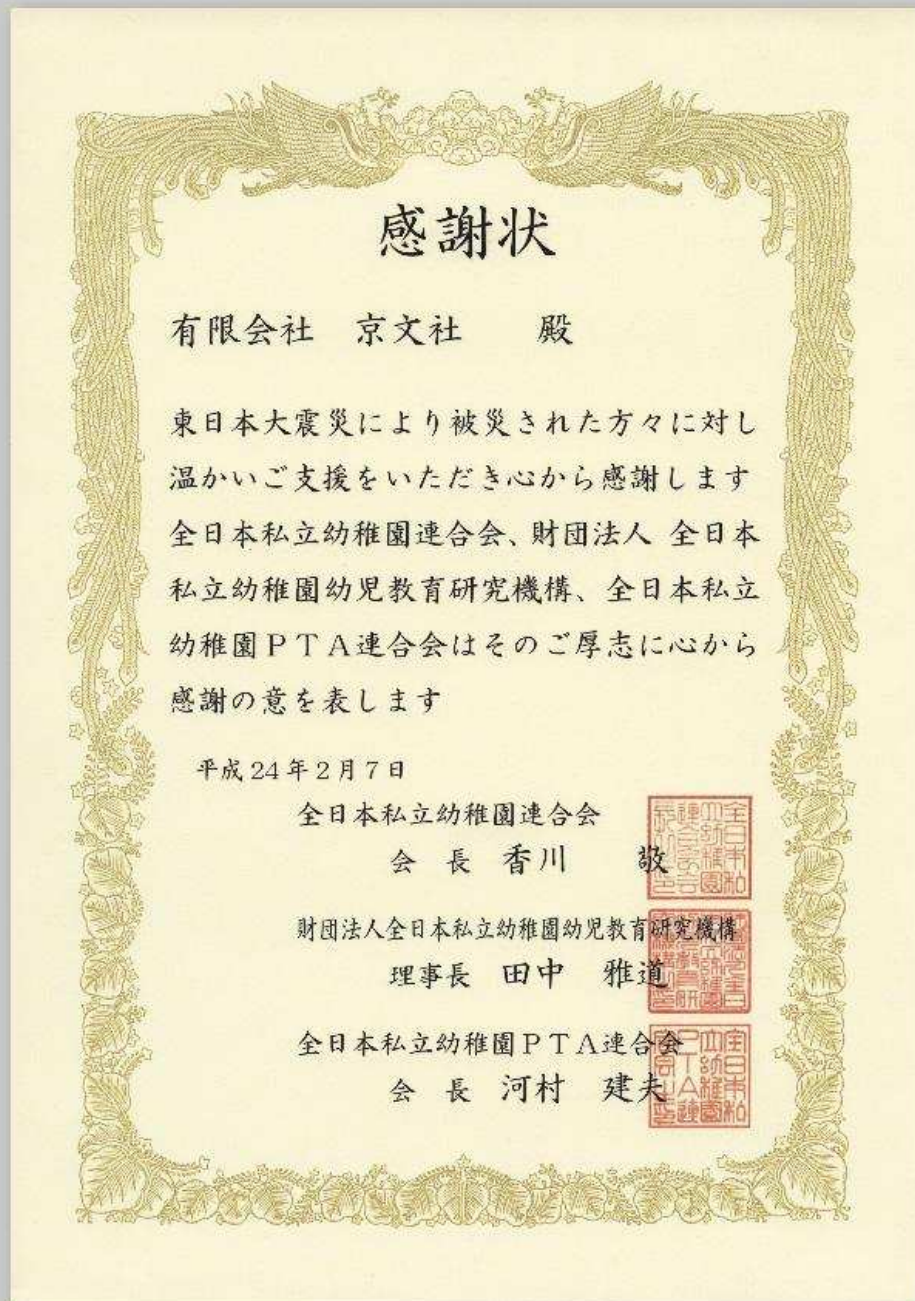 感謝状
有限会社　京文社　　殿
東日本大震災により被災された方々に対し
温かいご支援をいただき心から感謝します
全日本私立幼稚園連合会、財団法人 全日本
私立幼稚園幼児教育研究機構、全日本私立
幼稚園ＰＴＡ連合会はそのご厚志に心から
感謝の意を表します
平成24年2月7日
全日本私立幼稚園連合会
会　長　香川　　敬
財団法人全日本私立幼稚園幼児教育研究機構
理事長　田中　雅道
全日本私立幼稚園ＰＴＡ連合会
会　長　河村　建夫